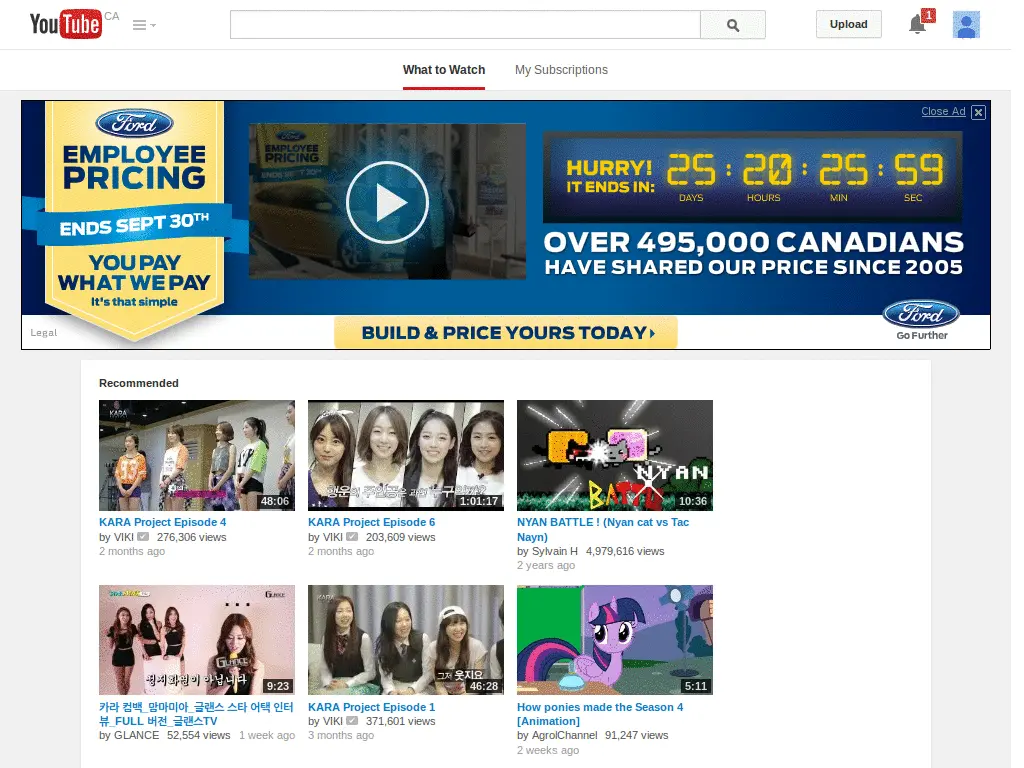 YouTube CA
Upload
1
What to Watch
My Subscriptions
Close Ad
Ford
EMPLOYEE
PRICING
ENDS SEPT 30TH
YOU PAY
WHAT WE PAY
It's that simple
Legal
HURRY!
IT ENDS IN:
25 : 20 : 25 : 59
DAYS HOURS MIN SEC
OVER 495,000 CANADIANS
HAVE SHARED OUR PRICE SINCE 2005
BUILD & PRICE YOURS TODAY
Ford
Go Further
Recommended
KARA
48:06
KARA Project Episode 4
by VIKI 276,306 views
2 months ago
1:01:17
KARA Project Episode 6
by VIKI 203,609 views
2 months ago
NYAN
BATTLE
10:36
NYAN BATTLE ! (Nyan cat vs Tac
Nayn)
by Sylvain H 4,979,616 views
2 years ago
GLANCE
GLANCE
9:23
카라 컴백_맘마미아_글랜스 스타 어택 인터
뷰_FULL 버전_글랜스TV
by GLANCE 52,554 views 1 week ago
KARA
그저 웃지요
46:28
KARA Project Episode 1
by VIKI 371,601 views
3 months ago
5:11
How ponies made the Season 4
[Animation]
by AgrolChannel 91,247 views
2 weeks ago